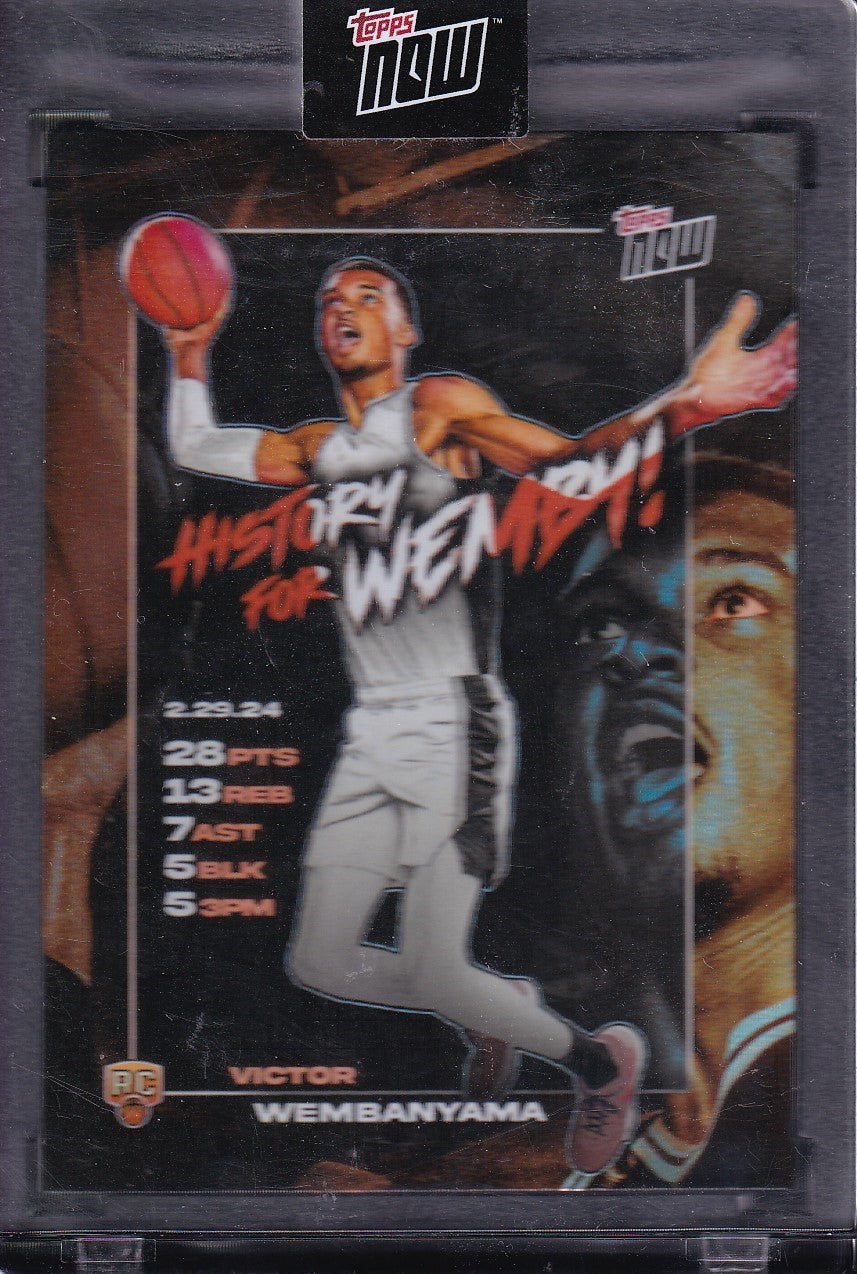 TOPPS
NOW™
TOPPS
NOW
HISTORY
FOR WEMBY!
2.29.24
28 PTS
13 REB
7 AST
5 BLK
5 3PM
RC
VICTOR
WEMBANYAMA